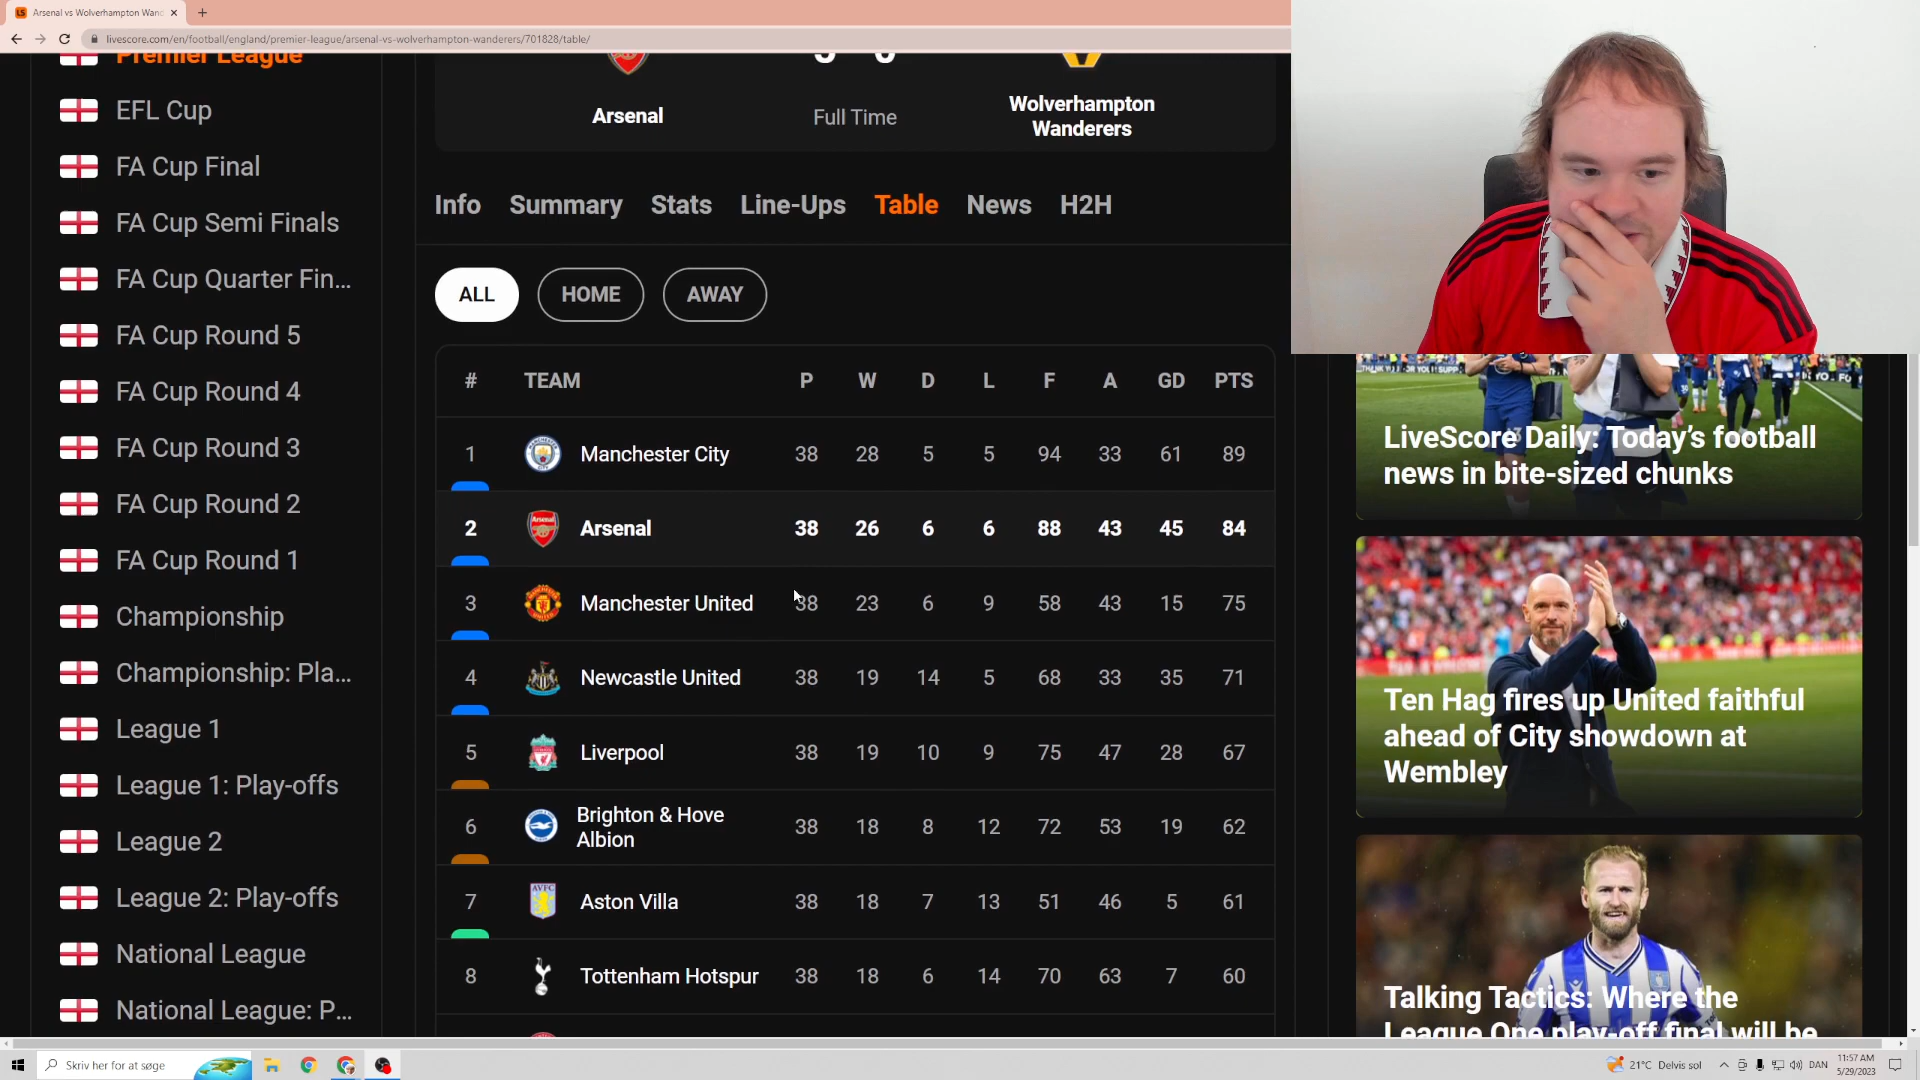 Arsenal vs Wolverhampton Wan
livescore.com/en/football/england/premier-league/arsenal-vs-wolverhampton-wanderers/701828/table/
Premier League
EFL Cup
FA Cup Final
FA Cup Semi Finals
FA Cup Quarter Fin...
FA Cup Round 5
FA Cup Round 4
FA Cup Round 3
FA Cup Round 2
FA Cup Round 1
Championship
Championship: Pla...
League 1
League 1: Play-offs
League 2
League 2: Play-offs
National League
National League: P...
Arsenal
Full Time
Wolverhampton
Wanderers
Info Summary Stats Line-Ups Table News H2H
ALL HOME AWAY
# TEAM P W D L F A GD PTS
1 Manchester City 38 28 5 5 94 33 61 89
2 Arsenal 38 26 6 6 88 43 45 84
3 Manchester United 38 23 6 9 58 43 15 75
4 Newcastle United 38 19 14 5 68 33 35 71
5 Liverpool 38 19 10 9 75 47 28 67
6 Brighton & Hove
Albion 38 18 8 12 72 53 19 62
7 Aston Villa 38 18 7 13 51 46 5 61
8 Tottenham Hotspur 38 18 6 14 70 63 7 60
LiveScore Daily: Today's football
news in bite-sized chunks
Ten Hag fires up United faithful
ahead of City showdown at
Wembley
Talking Tactics: Where the
League One play-off final will be
Skriv her for at søge
21°C Delvis sol
DAN
11:57 AM
5/29/2023